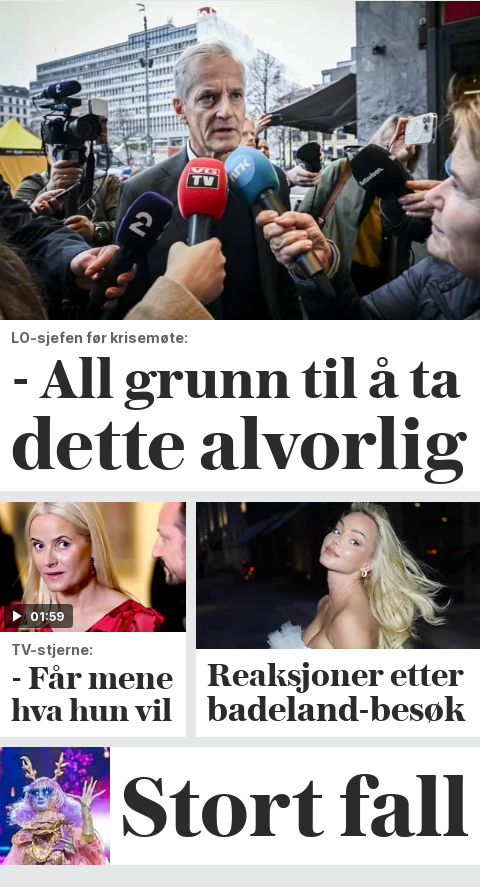 2
VG
TV
NRK
LO-sjefen før krisemøte:
- All grunn til å ta
dette alvorlig
01:59
TV-stjerne:
- Får mene
hva hun vil
Reaksjoner etter
badeland-besøk
Stort fall